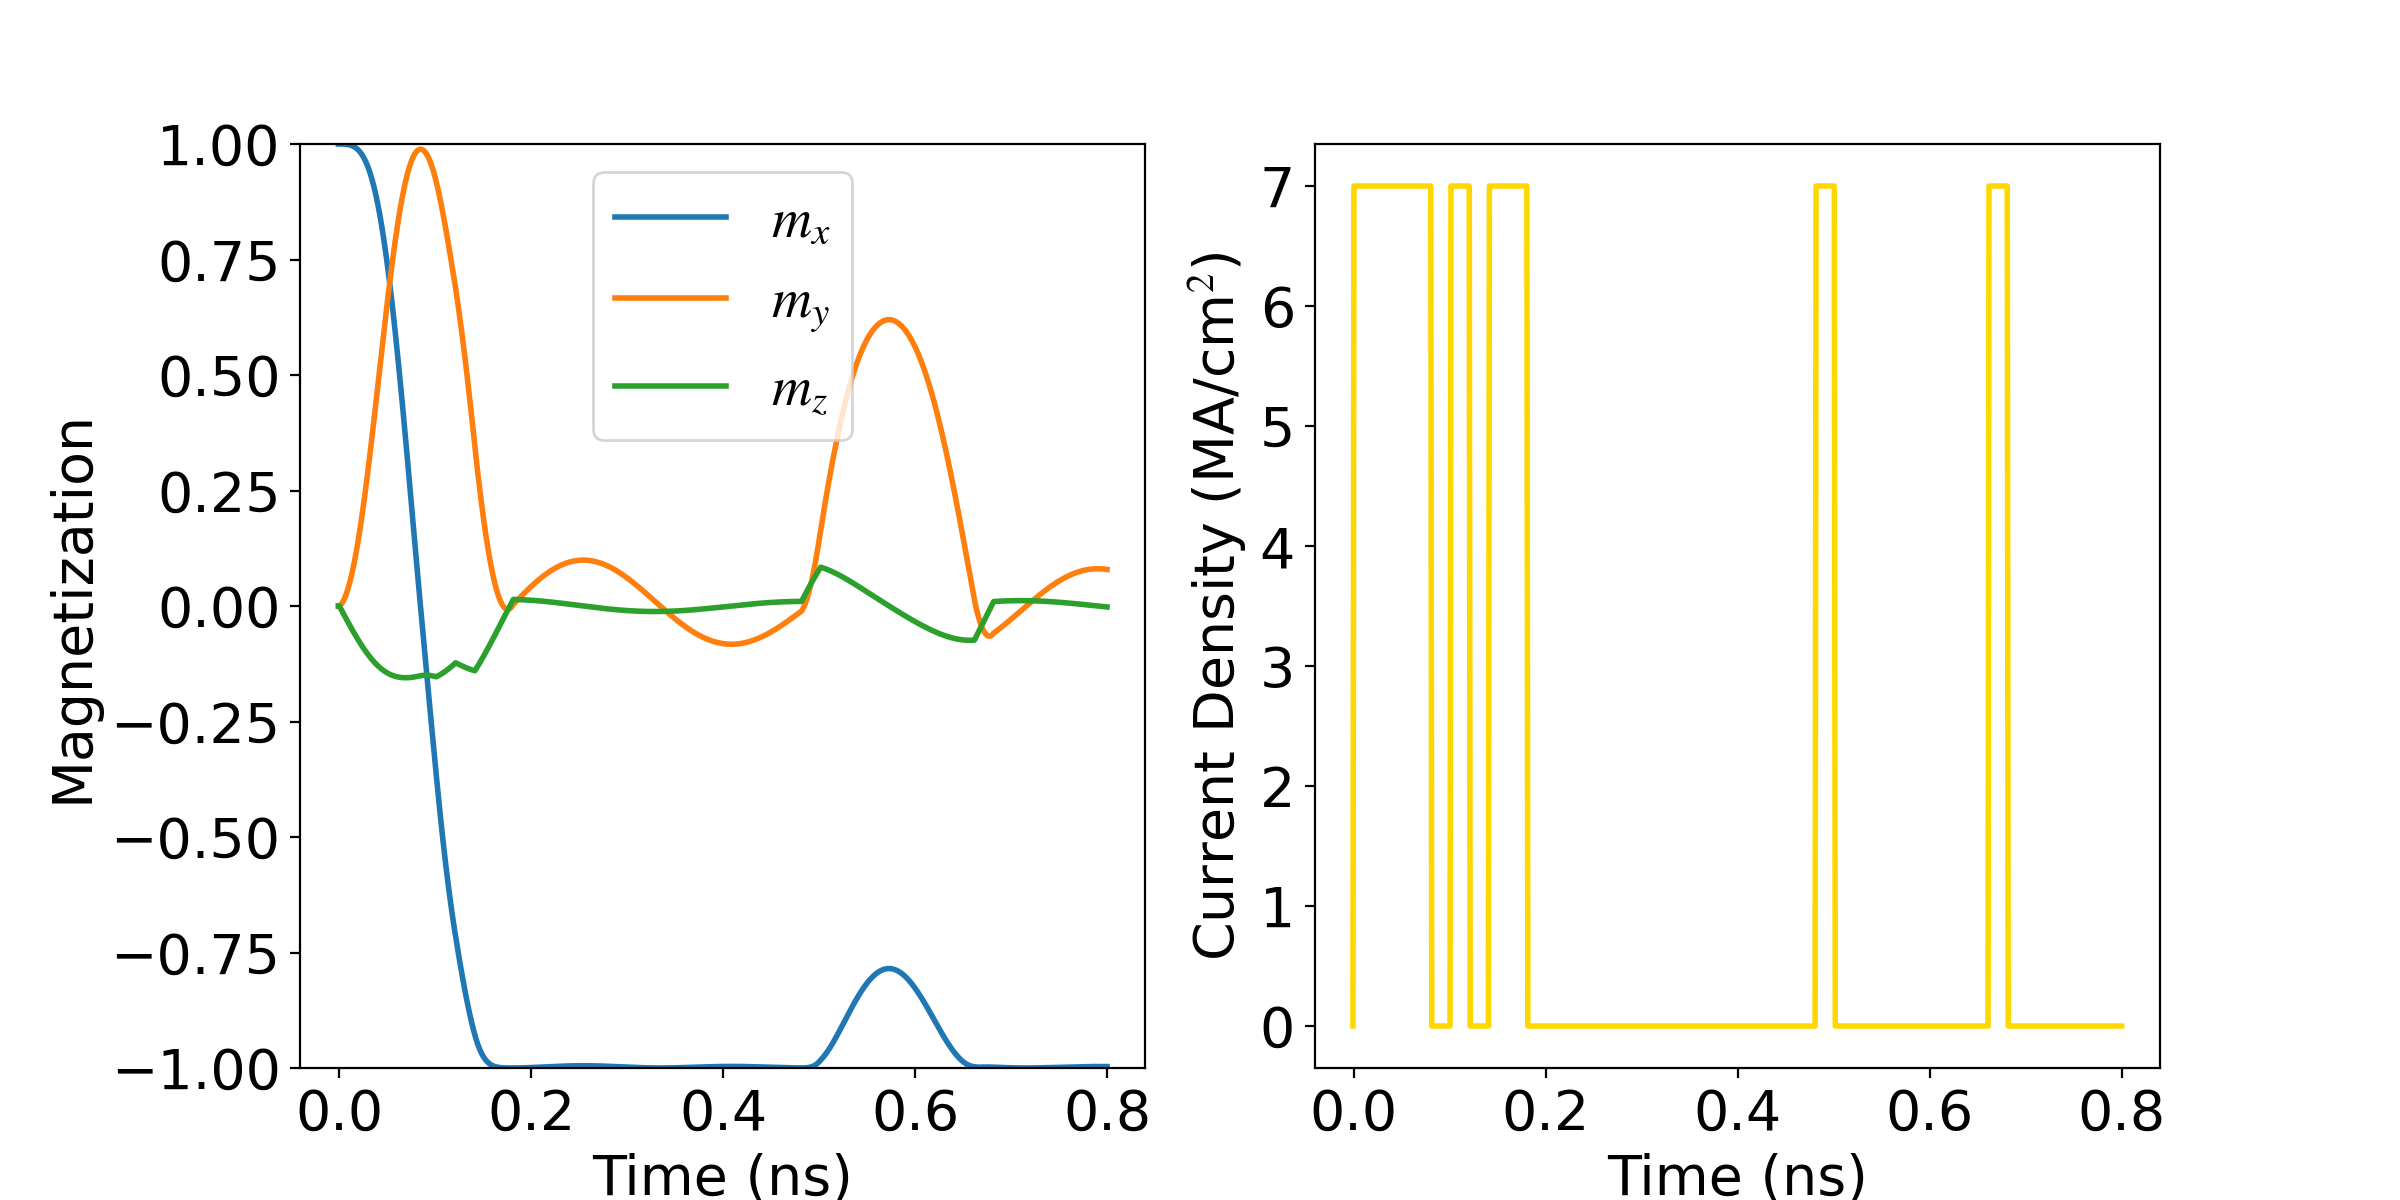 1.00
0.75
0.50
0.25
0.00
−0.25
−0.50
−0.75
−1.00
Magnetization
0.0 0.2 0.4 0.6 0.8
Time (ns)
m_x
m_y
m_z
7
6
5
4
3
2
1
0
Current Density (MA/cm²)
0.0 0.2 0.4 0.6 0.8
Time (ns)